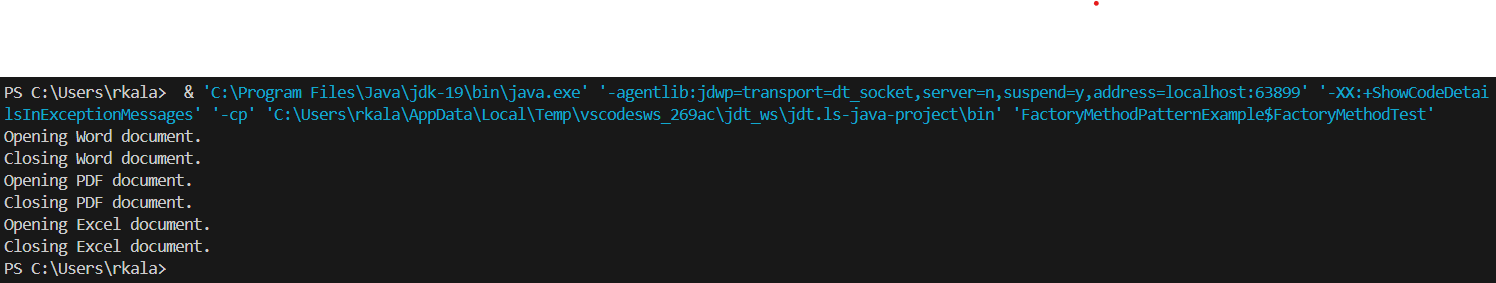 PS C:\Users\rkala>  & 'C:\Program Files\Java\jdk-19\bin\java.exe' '-agentlib:jdwp=transport=dt_socket,server=n,suspend=y,address=localhost:63899' '-XX:+ShowCodeDetai
lsInExceptionMessages' '-cp' 'C:\Users\rkala\AppData\Local\Temp\vscodesws_269ac\jdt_ws\jdt.ls-java-project\bin' 'FactoryMethodPatternExample$FactoryMethodTest'
Opening Word document.
Closing Word document.
Opening PDF document.
Closing PDF document.
Opening Excel document.
Closing Excel document.
PS C:\Users\rkala>